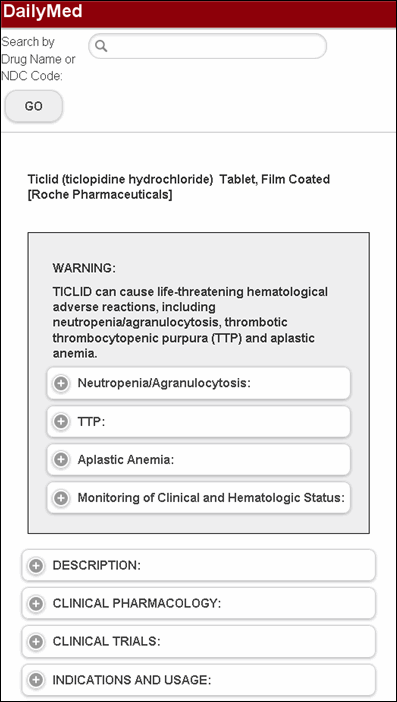 DailyMed
Search by
Drug Name or
NDC Code:
GO
Ticlid (ticlopidine hydrochloride) Tablet, Film Coated
[Roche Pharmaceuticals]
WARNING:
TICLID can cause life-threatening hematological
adverse reactions, including
neutropenia/agranulocytosis, thrombotic
thrombocytopenic purpura (TTP) and aplastic
anemia.
Neutropenia/Agranulocytosis:
TTP:
Aplastic Anemia:
Monitoring of Clinical and Hematologic Status:
DESCRIPTION:
CLINICAL PHARMACOLOGY:
CLINICAL TRIALS:
INDICATIONS AND USAGE: